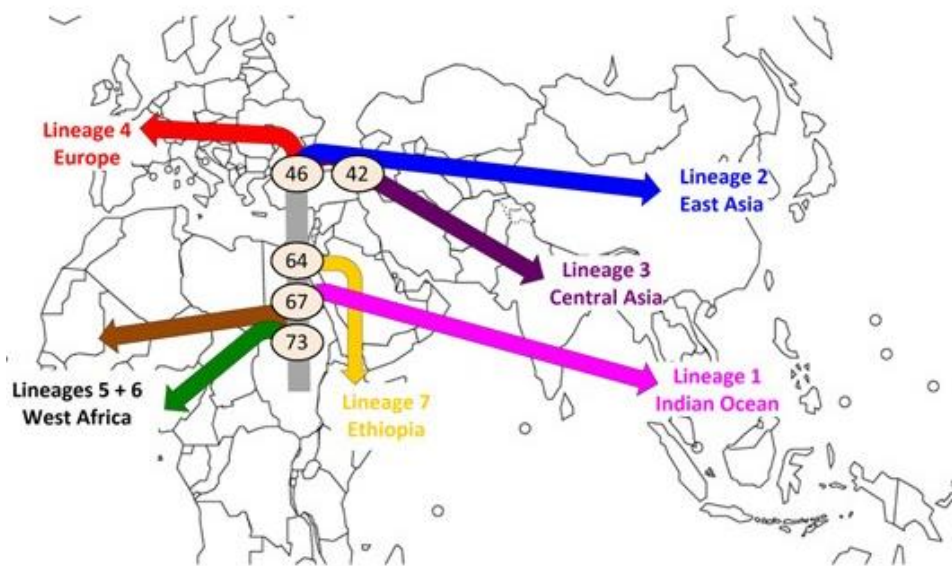 Lineage 4
Europe
46
42
Lineage 2
East Asia
64
Lineage 3
Central Asia
67
73
Lineages 5 + 6
West Africa
Lineage 7
Ethiopia
Lineage 1
Indian Ocean